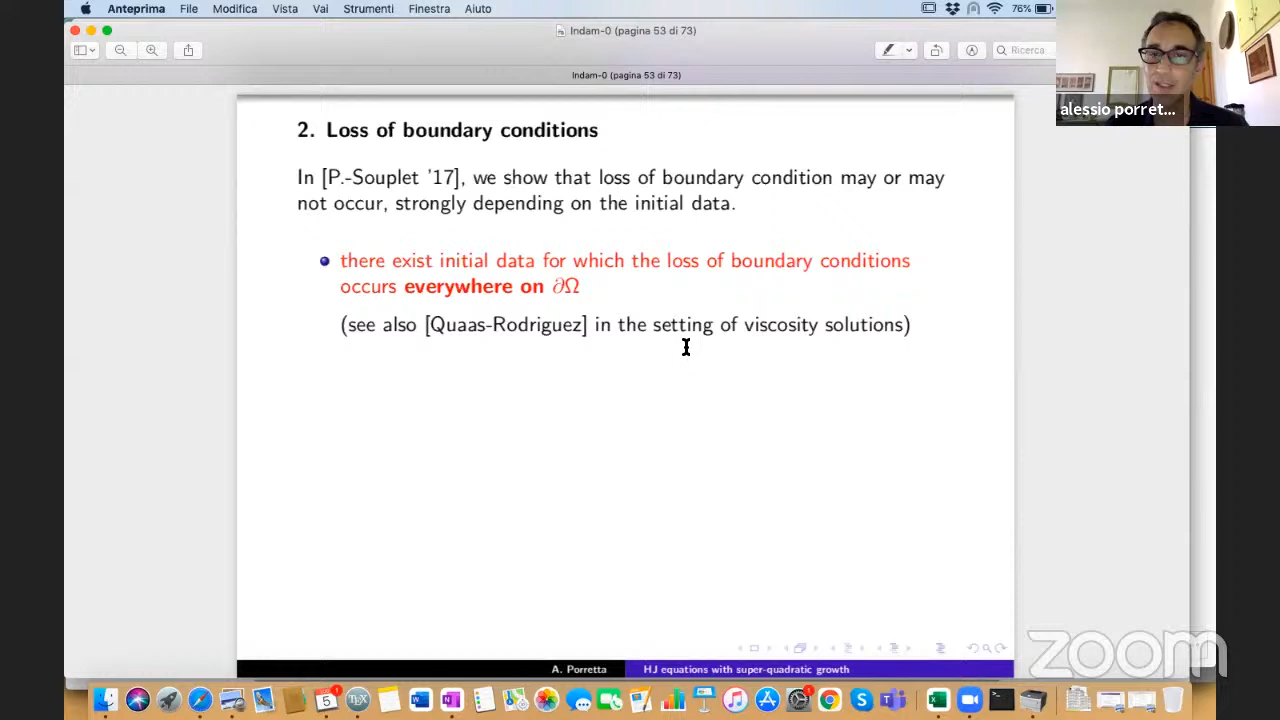 Anteprima File Modifica Vista Vai Strumenti Finestra Aiuto 76%
Indam-0 (pagina 53 di 73)
Ricerca
Indam-0 (pagina 53 di 73)
alessio porret...
2. Loss of boundary conditions
In [P.-Souplet '17], we show that loss of boundary condition may or may
not occur, strongly depending on the initial data.
there exist initial data for which the loss of boundary conditions
occurs everywhere on ∂Ω
(see also [Quaas-Rodriguez] in the setting of viscosity solutions)
zoom
A. Porretta HJ equations with super-quadratic growth